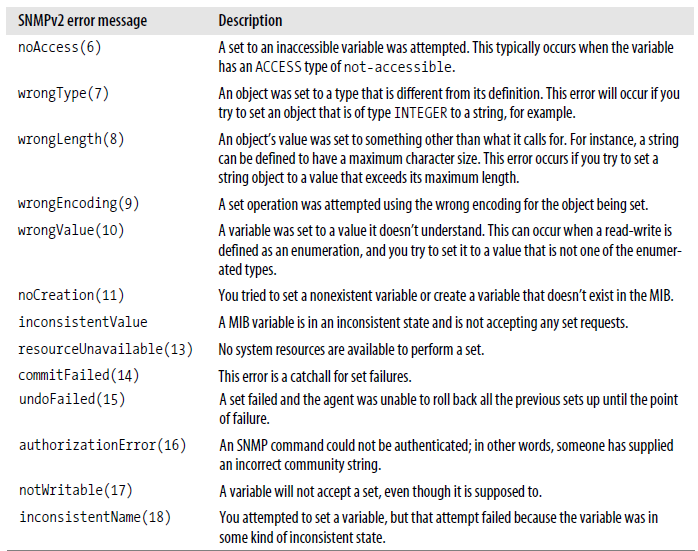 SNMPv2 error message Description
noAccess(6) A set to an inaccessible variable was attempted. This typically occurs when the variable
has an ACCESS type of not-accessible.
wrongType(7) An object was set to a type that is different from its definition. This error will occur if you
try to set an object that is of type INTEGER to a string, for example.
wrongLength(8) An object’s value was set to something other than what it calls for. For instance, a string
can be defined to have a maximum character size. This error occurs if you try to set a
string object to a value that exceeds its maximum length.
wrongEncoding(9) A set operation was attempted using the wrong encoding for the object being set.
wrongValue(10) A variable was set to a value it doesn’t understand. This can occur when a read-write is
defined as an enumeration, and you try to set it to a value that is not one of the enumer-
ated types.
noCreation(11) You tried to set a nonexistent variable or create a variable that doesn’t exist in the MIB.
inconsistentValue A MIB variable is in an inconsistent state and is not accepting any set requests.
resourceUnavailable(13) No system resources are available to perform a set.
commitFailed(14) This error is a catchall for set failures.
undoFailed(15) A set failed and the agent was unable to roll back all the previous sets up until the point
of failure.
authorizationError(16) An SNMP command could not be authenticated; in other words, someone has supplied
an incorrect community string.
notWritable(17) A variable will not accept a set, even though it is supposed to.
inconsistentName(18) You attempted to set a variable, but that attempt failed because the variable was in
some kind of inconsistent state.